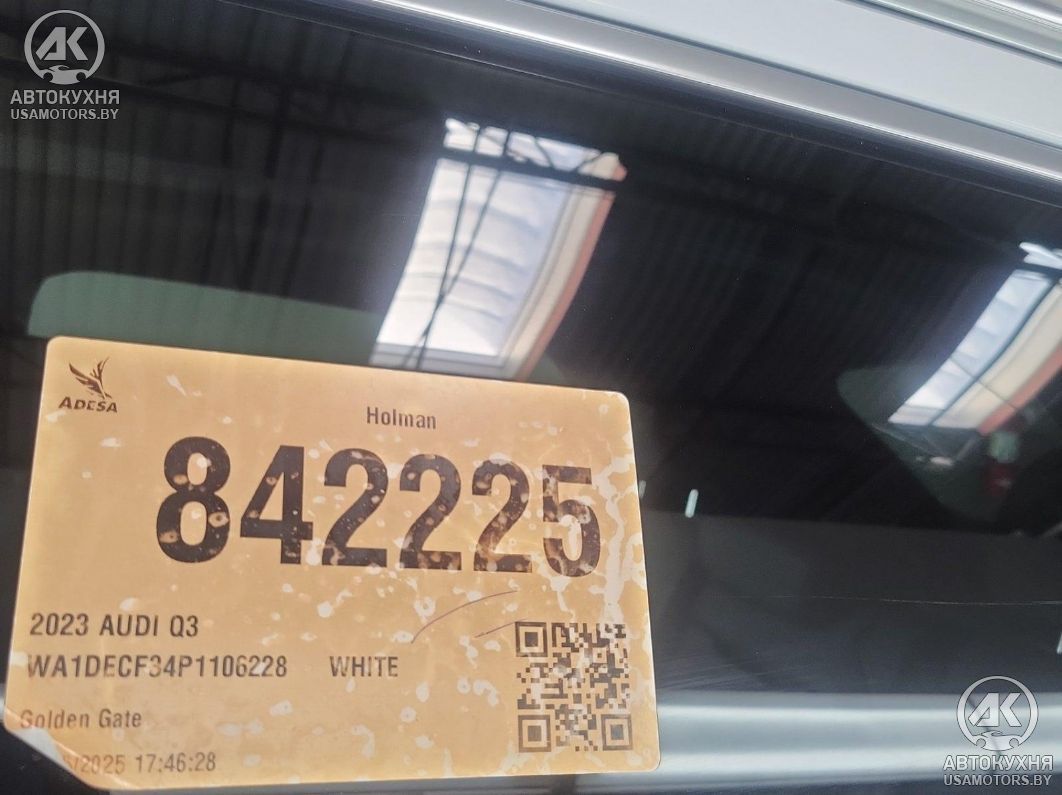 АК
АВТОКУХНЯ
USAMOTORS.BY
ADESA
Holman
842225
2023 AUDI Q3
WA1DECF34P1106228 WHITE
Golden Gate
/2025 17:46:28
АК
АВТОКУХНЯ
USAMOTORS.BY